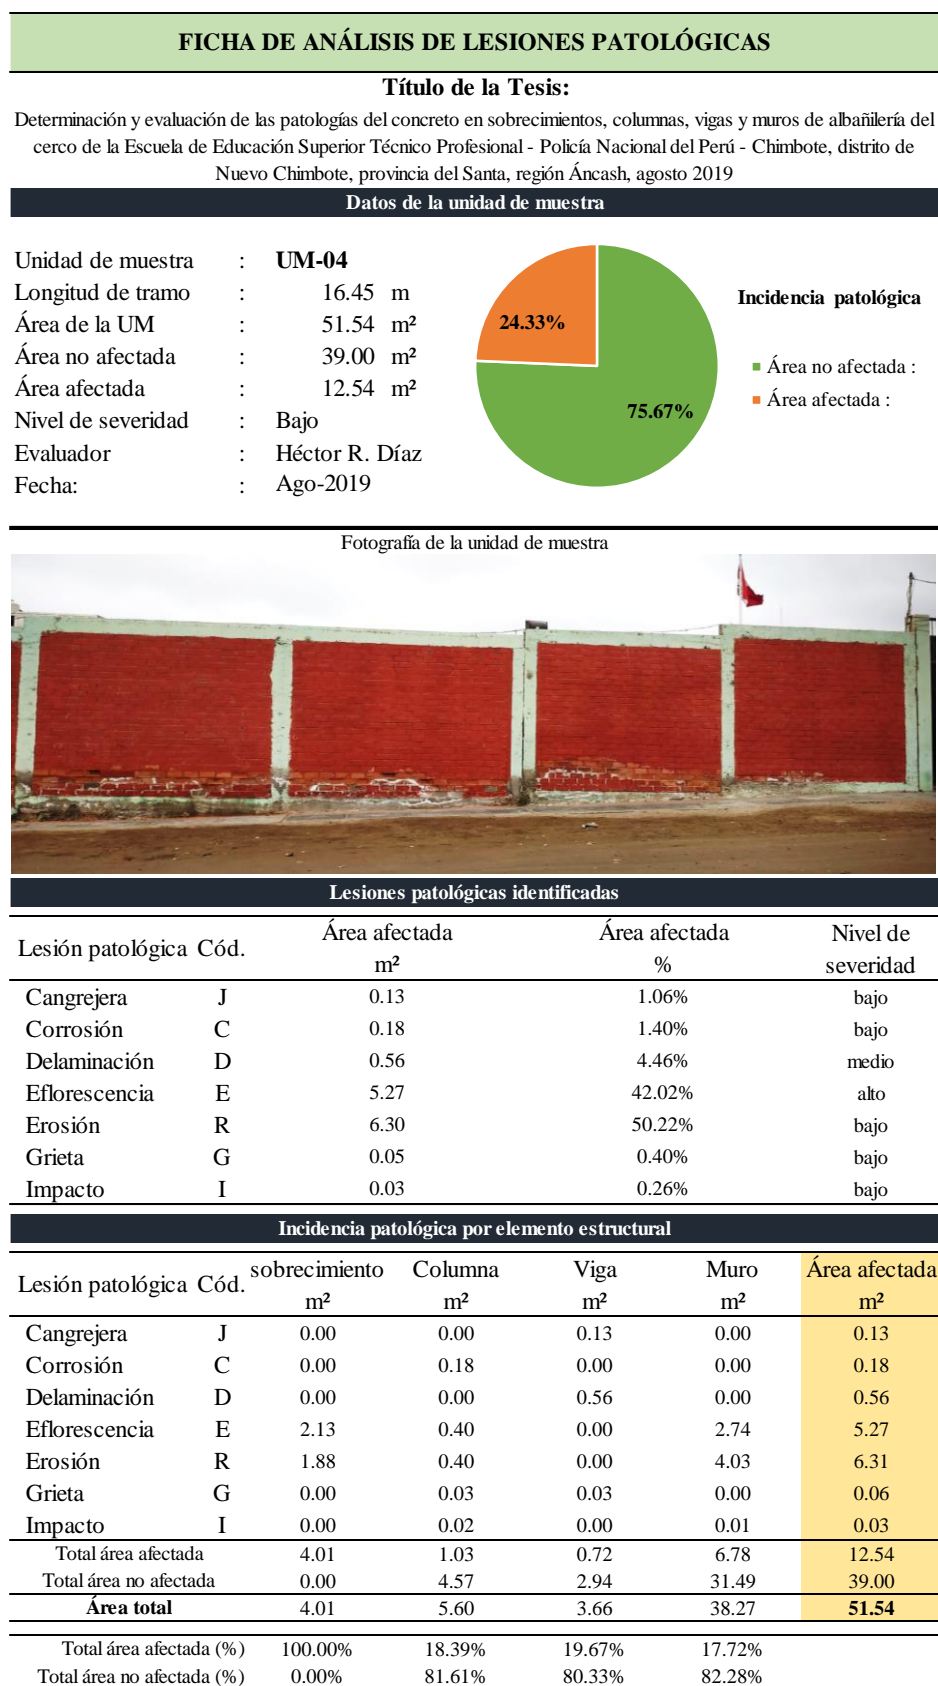 FICHA DE ANÁLISIS DE LESIONES PATOLÓGICAS
Título de la Tesis:
Determinación y evaluación de las patologías del concreto en sobrecimientos, columnas, vigas y muros de albañilería del
cerco de la Escuela de Educación Superior Técnico Profesional - Policía Nacional del Perú - Chimbote, distrito de
Nuevo Chimbote, provincia del Santa, región Áncash, agosto 2019
Datos de la unidad de muestra
Unidad de muestra : UM-04
Longitud de tramo : 16.45 m
Área de la UM : 51.54 m²
Área no afectada : 39.00 m²
Área afectada : 12.54 m²
Nivel de severidad : Bajo
Evaluador : Héctor R. Díaz
Fecha: : Ago-2019
24.33%
75.67%
Incidencia patológica
Área no afectada :
Área afectada :
Fotografía de la unidad de muestra
Lesiones patológicas identificadas
Lesión patológica Cód. Área afectada Área afectada Nivel de
m² % severidad
Cangrejera J 0.13 1.06% bajo
Corrosión C 0.18 1.40% bajo
Delaminación D 0.56 4.46% medio
Eflorescencia E 5.27 42.02% alto
Erosión R 6.30 50.22% bajo
Grieta G 0.05 0.40% bajo
Impacto I 0.03 0.26% bajo
Incidencia patológica por elemento estructural
Lesión patológica Cód. sobrecimiento Columna Viga Muro Área afectada
m² m² m² m² m²
Cangrejera J 0.00 0.00 0.13 0.00 0.13
Corrosión C 0.00 0.18 0.00 0.00 0.18
Delaminación D 0.00 0.00 0.56 0.00 0.56
Eflorescencia E 2.13 0.40 0.00 2.74 5.27
Erosión R 1.88 0.40 0.00 4.03 6.31
Grieta G 0.00 0.03 0.03 0.00 0.06
Impacto I 0.00 0.02 0.00 0.01 0.03
Total área afectada 4.01 1.03 0.72 6.78 12.54
Total área no afectada 0.00 4.57 2.94 31.49 39.00
Área total 4.01 5.60 3.66 38.27 51.54
Total área afectada (%) 100.00% 18.39% 19.67% 17.72%
Total área no afectada (%) 0.00% 81.61% 80.33% 82.28%